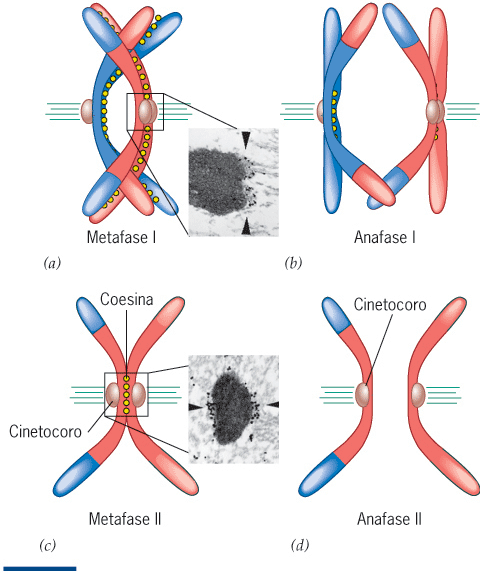 Metafase I
Anafase I
(a)
(b)
Coesina
Cinetocoro
Cinetocoro
Metafase II
Anafase II
(c)
(d)